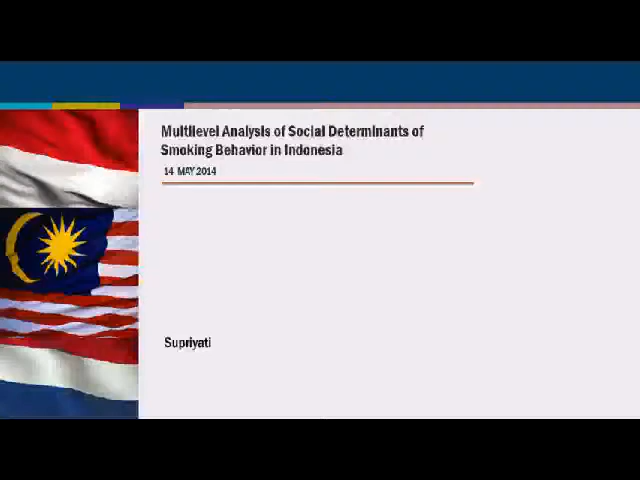 Multilevel Analysis of Social Determinants of
Smoking Behavior in Indonesia
14 MAY 2014
Supriyati